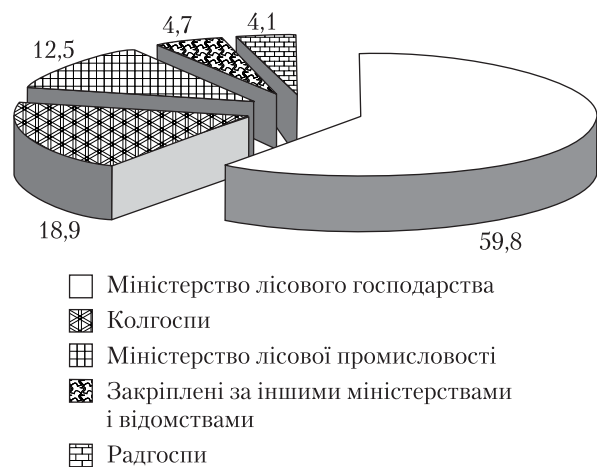 4,7
4,1
12,5
18,9
59,8
Міністерство лісового господарства
Колгоспи
Міністерство лісової промисловості
Закріплені за іншими міністерствами
і відомствами
Радгоспи